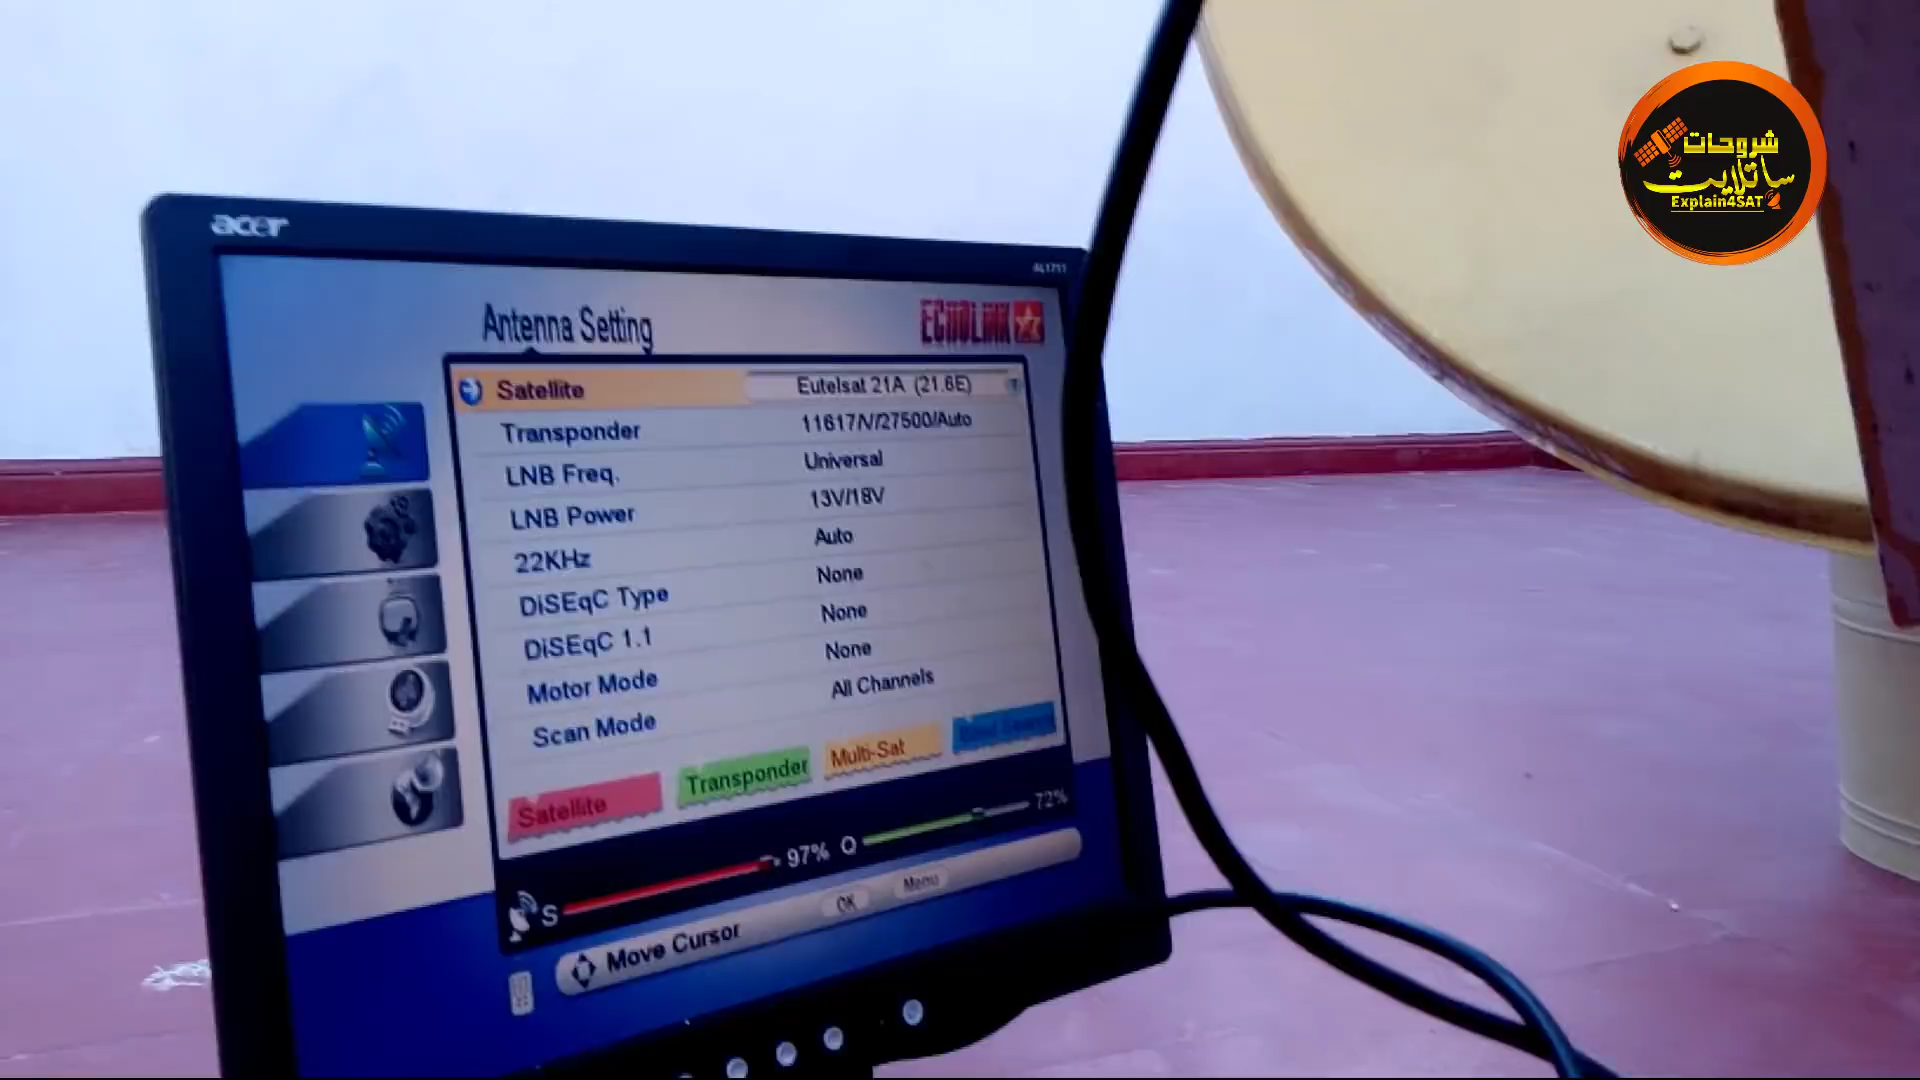 شروحات
ساتلايت
Explain4SAT
acer
AL1711
Antenna Setting
ECHOLINK
Satellite Eutelsat 21A (21.6E)
Transponder 11617/V/27500/Auto
LNB Freq. Universal
LNB Power 13V/18V
22KHz Auto
DiSEqC Type None
DiSEqC 1.1 None
Motor Mode None
Scan Mode All Channels
Satellite Transponder Multi-Sat
S 97% Q 72%
Move Cursor OK Menu